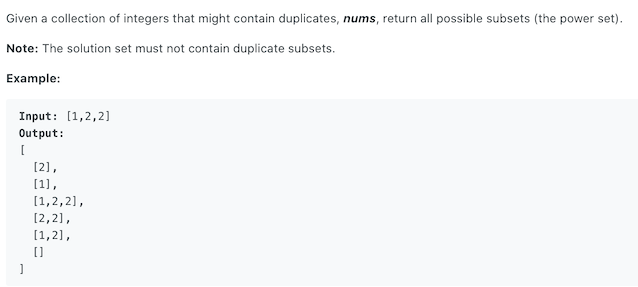 Given a collection of integers that might contain duplicates, nums, return all possible subsets (the power set).
Note: The solution set must not contain duplicate subsets.
Example:
Input: [1,2,2]
Output:
[
  [2],
  [1],
  [1,2,2],
  [2,2],
  [1,2],
  []
]